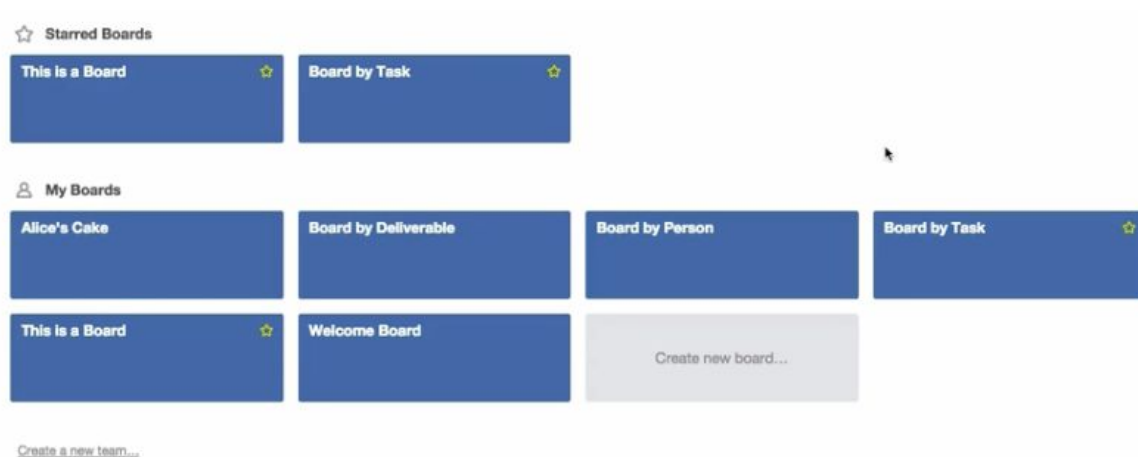 Starred Boards
This is a Board
Board by Task
My Boards
Alice's Cake
Board by Deliverable
Board by Person
Board by Task
This is a Board
Welcome Board
Create new board...
Create a new team...